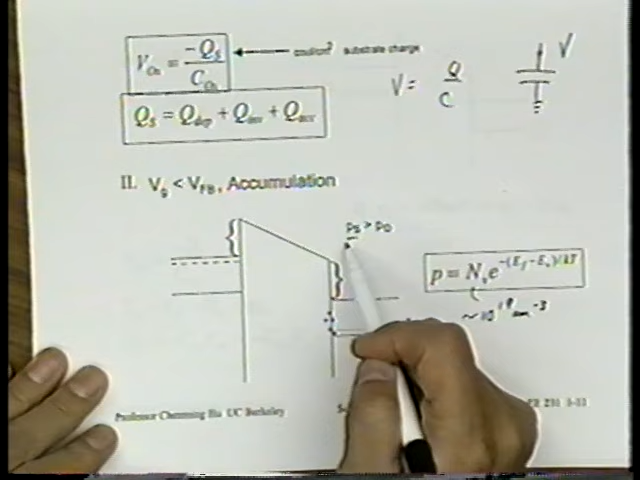 V_ox = -Q_s / C_ox ← substrate charge
V = Q / C
V
Q_s = Q_dep + Q_inv + Q_acc
II. V_g < V_FB, Accumulation
Ps > Po
p = N_v e^{-(E_f - E_v)/kT}
~10^19 cm^-3
Professor Chenming Hu UC Berkeley